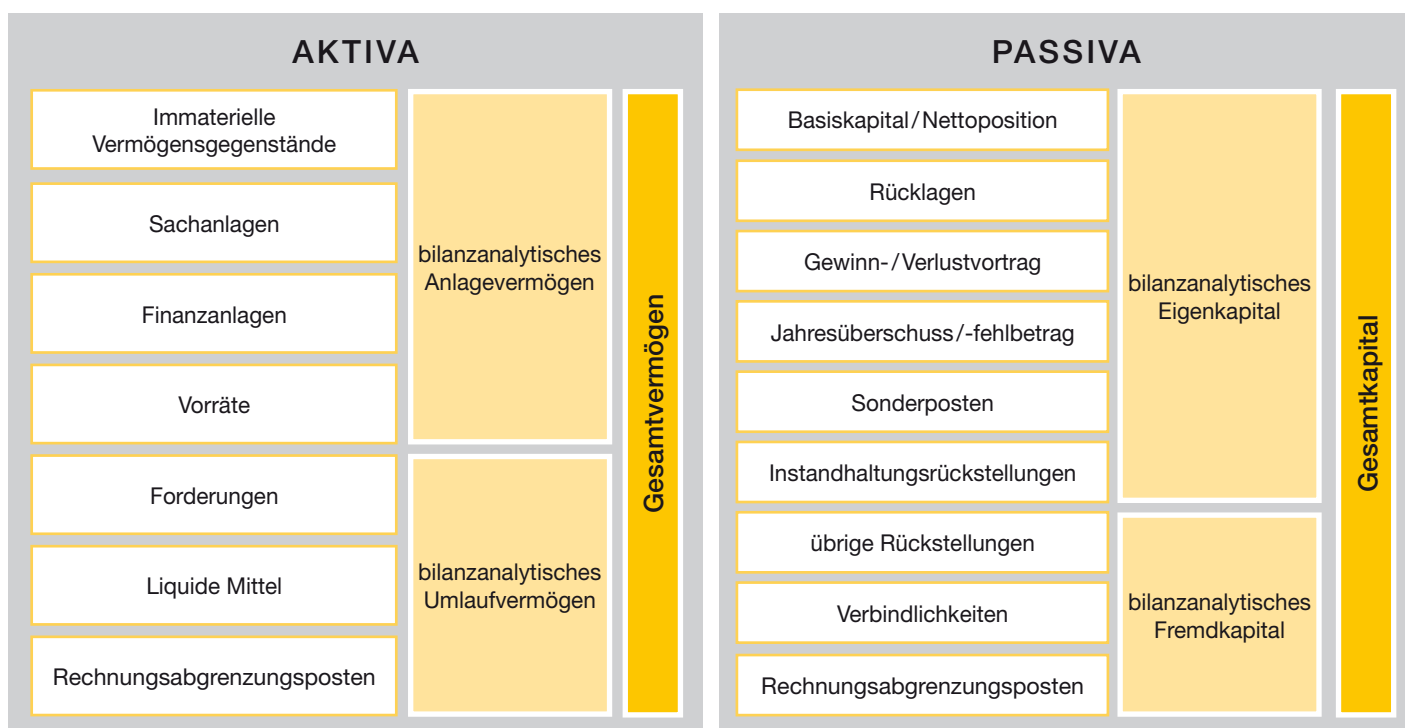 AKTIVA
Immaterielle
Vermögensgegenstände
Sachanlagen
Finanzanlagen
Vorräte
Forderungen
Liquide Mittel
Rechnungsabgrenzungsposten
bilanzanalytisches
Anlagevermögen
bilanzanalytisches
Umlaufvermögen
Gesamtvermögen
PASSIVA
Basiskapital/Nettoposition
Rücklagen
Gewinn-/Verlustvortrag
Jahresüberschuss/-fehlbetrag
Sonderposten
Instandhaltungsrückstellungen
übrige Rückstellungen
Verbindlichkeiten
Rechnungsabgrenzungsposten
bilanzanalytisches
Eigenkapital
bilanzanalytisches
Fremdkapital
Gesamtkapital